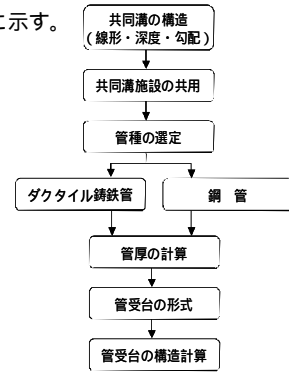 に示す。
共同溝の構造
(線形・深度・勾配)
共同溝施設の共用
管種の選定
ダクタイル鋳鉄管
鋼 管
管厚の計算
管受台の形式
管受台の構造計算